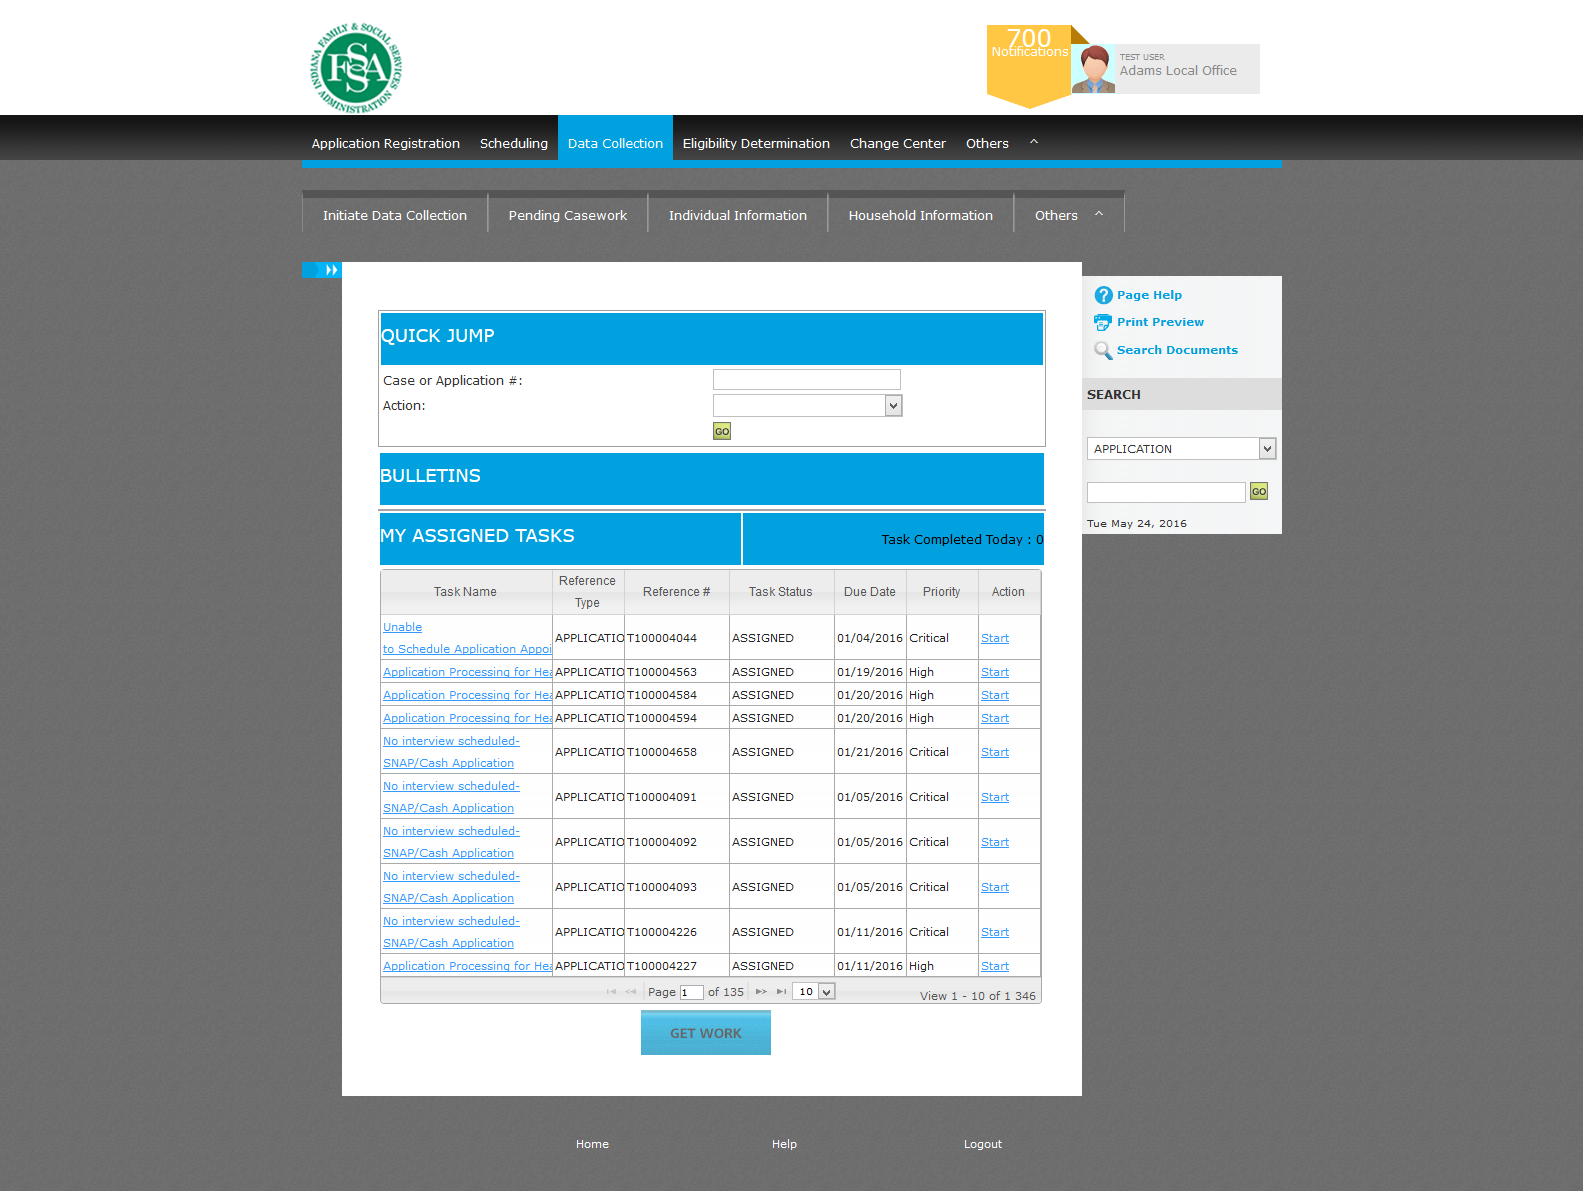 INDIANA FAMILY & SOCIAL SERVICES ADMINISTRATION
FSSA
700
Notifications
TEST USER
Adams Local Office
Application Registration Scheduling Data Collection Eligibility Determination Change Center Others
Initiate Data Collection Pending Casework Individual Information Household Information Others
Page Help
Print Preview
Search Documents
SEARCH
APPLICATION
GO
Tue May 24, 2016
QUICK JUMP
Case or Application #:
Action:
GO
BULLETINS
MY ASSIGNED TASKS Task Completed Today : 0
Task Name Reference Type Reference # Task Status Due Date Priority Action
Unable
to Schedule Application Appoi APPLICATIO T100004044 ASSIGNED 01/04/2016 Critical Start
Application Processing for Hea APPLICATIO T100004563 ASSIGNED 01/19/2016 High Start
Application Processing for Hea APPLICATIO T100004584 ASSIGNED 01/20/2016 High Start
Application Processing for Hea APPLICATIO T100004594 ASSIGNED 01/20/2016 High Start
No interview scheduled-
SNAP/Cash Application APPLICATIO T100004658 ASSIGNED 01/21/2016 Critical Start
No interview scheduled-
SNAP/Cash Application APPLICATIO T100004091 ASSIGNED 01/05/2016 Critical Start
No interview scheduled-
SNAP/Cash Application APPLICATIO T100004092 ASSIGNED 01/05/2016 Critical Start
No interview scheduled-
SNAP/Cash Application APPLICATIO T100004093 ASSIGNED 01/05/2016 Critical Start
No interview scheduled-
SNAP/Cash Application APPLICATIO T100004226 ASSIGNED 01/11/2016 Critical Start
Application Processing for Hea APPLICATIO T100004227 ASSIGNED 01/11/2016 High Start
Page 1 of 135 10 View 1 - 10 of 1 346
GET WORK
Home Help Logout